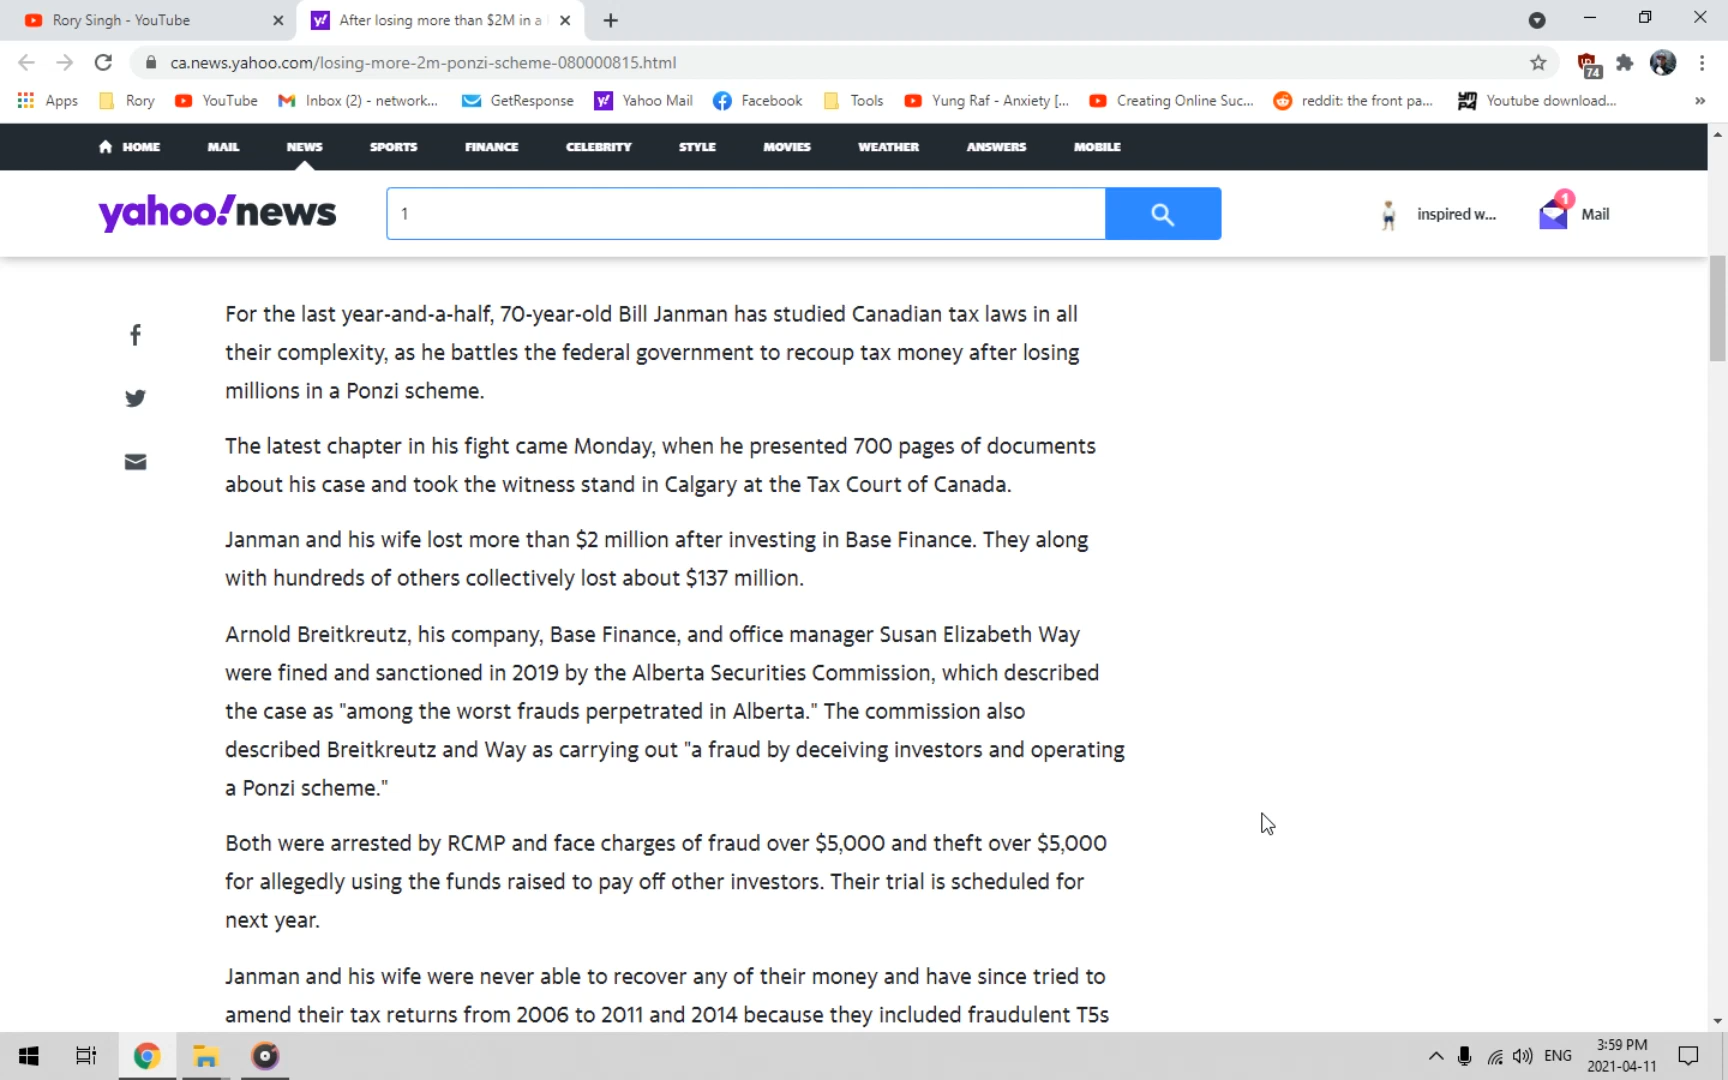 Rory Singh - YouTube
After losing more than $2M in a
ca.news.yahoo.com/losing-more-2m-ponzi-scheme-080000815.html
74
Apps Rory YouTube Inbox (2) - network... GetResponse Yahoo Mail Facebook Tools Yung Raf - Anxiety [... Creating Online Suc... reddit: the front pa... Youtube download...
HOME MAIL NEWS SPORTS FINANCE CELEBRITY STYLE MOVIES WEATHER ANSWERS MOBILE
yahoo!news
1
inspired w...
1
Mail
For the last year-and-a-half, 70-year-old Bill Janman has studied Canadian tax laws in all
their complexity, as he battles the federal government to recoup tax money after losing
millions in a Ponzi scheme.
The latest chapter in his fight came Monday, when he presented 700 pages of documents
about his case and took the witness stand in Calgary at the Tax Court of Canada.
Janman and his wife lost more than $2 million after investing in Base Finance. They along
with hundreds of others collectively lost about $137 million.
Arnold Breitkreutz, his company, Base Finance, and office manager Susan Elizabeth Way
were fined and sanctioned in 2019 by the Alberta Securities Commission, which described
the case as "among the worst frauds perpetrated in Alberta." The commission also
described Breitkreutz and Way as carrying out "a fraud by deceiving investors and operating
a Ponzi scheme."
Both were arrested by RCMP and face charges of fraud over $5,000 and theft over $5,000
for allegedly using the funds raised to pay off other investors. Their trial is scheduled for
next year.
Janman and his wife were never able to recover any of their money and have since tried to
amend their tax returns from 2006 to 2011 and 2014 because they included fraudulent T5s
ENG
3:59 PM
2021-04-11